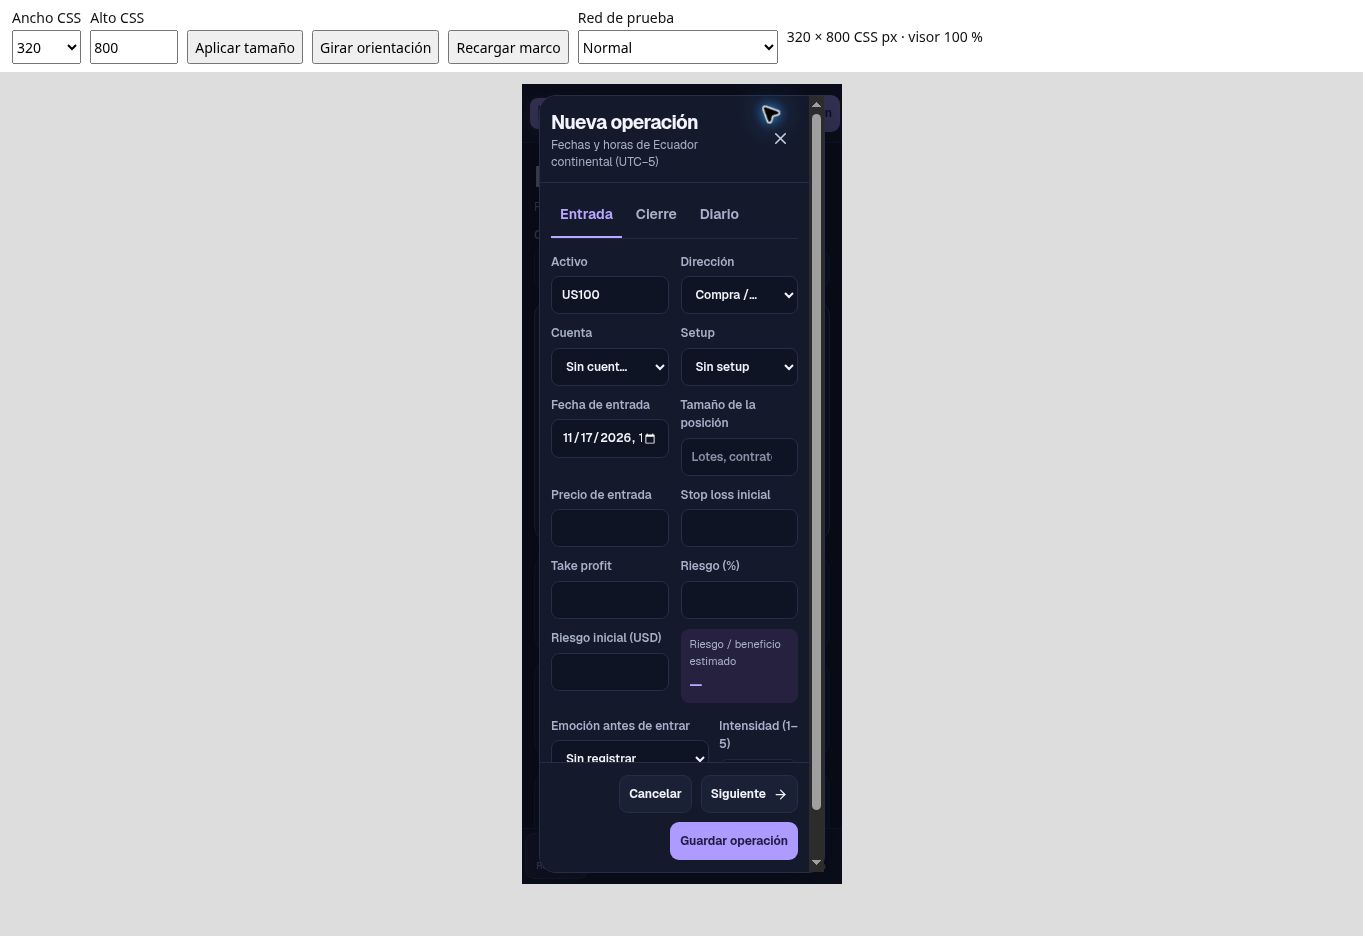 Ancho CSS
Alto CSS
Red de prueba
320
800
Aplicar tamaño
Girar orientación
Recargar marco
Normal
320 × 800 CSS px · visor 100 %
Nueva operación
Fechas y horas de Ecuador
continental (UTC−5)
Entrada
Cierre
Diario
Activo
Dirección
US100
Compra /...
Cuenta
Setup
Sin cuent...
Sin setup
Fecha de entrada
Tamaño de la
posición
11/17/2026, 1
Lotes, contrat
Precio de entrada
Stop loss inicial
Take profit
Riesgo (%)
Riesgo inicial (USD)
Riesgo / beneficio
estimado
—
Emoción antes de entrar
Intensidad (1–
5)
Sin registrar
Cancelar
Siguiente →
Guardar operación